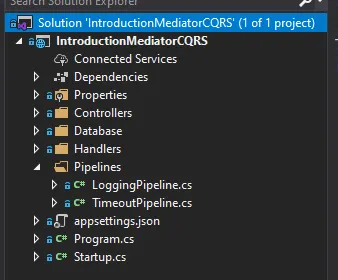 Search Solution Explorer
Solution 'IntroductionMediatorCQRS' (1 of 1 project)
IntroductionMediatorCQRS
Connected Services
Dependencies
Properties
Controllers
Database
Handlers
Pipelines
C# LoggingPipeline.cs
C# TimeoutPipeline.cs
appsettings.json
C# Program.cs
C# Startup.cs